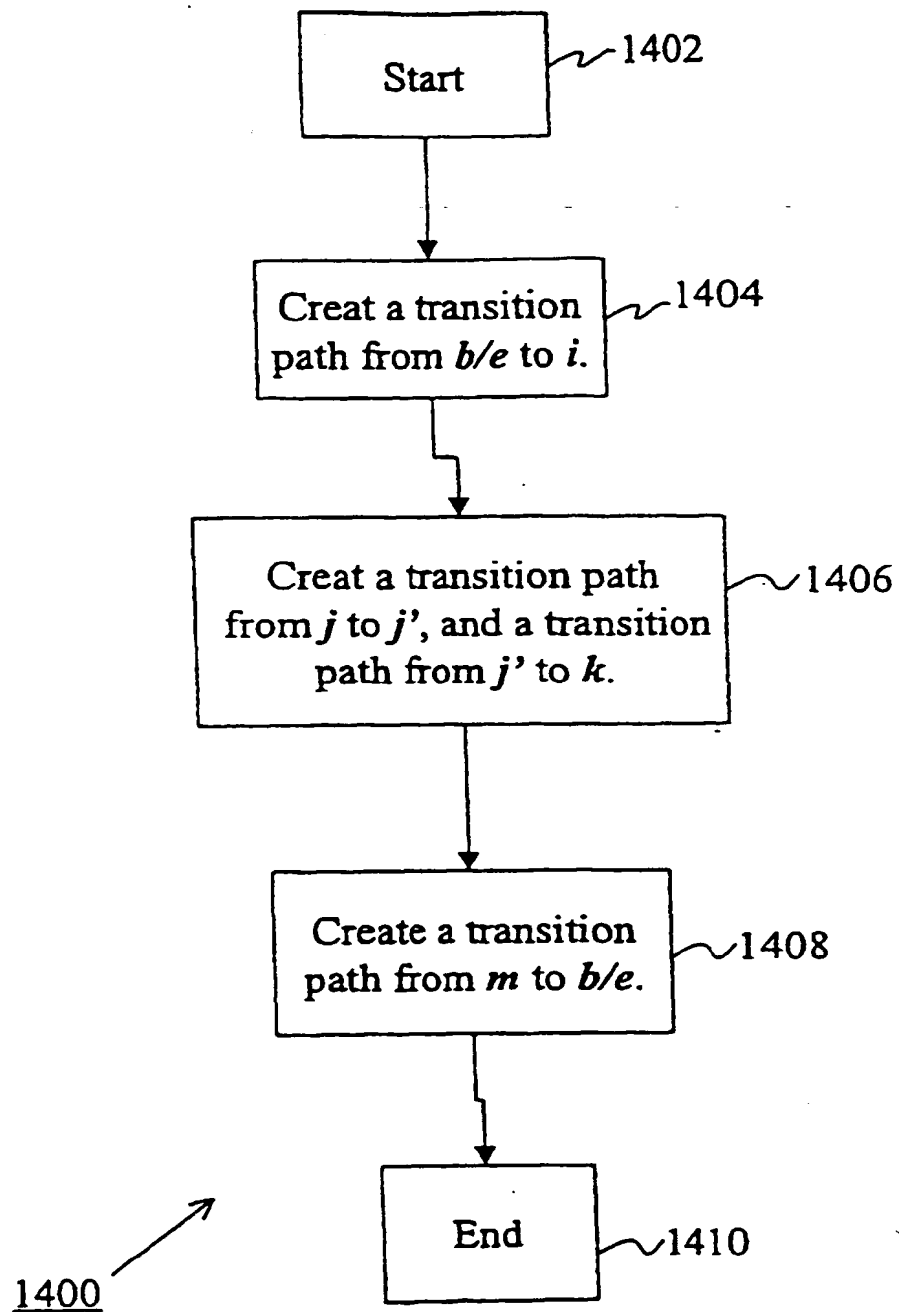 Start
1402
Creat a transition
path from b/e to i.
1404
Creat a transition path
from j to j’, and a transition
path from j’ to k.
1406
Create a transition
path from m to b/e.
1408
End
1410
1400